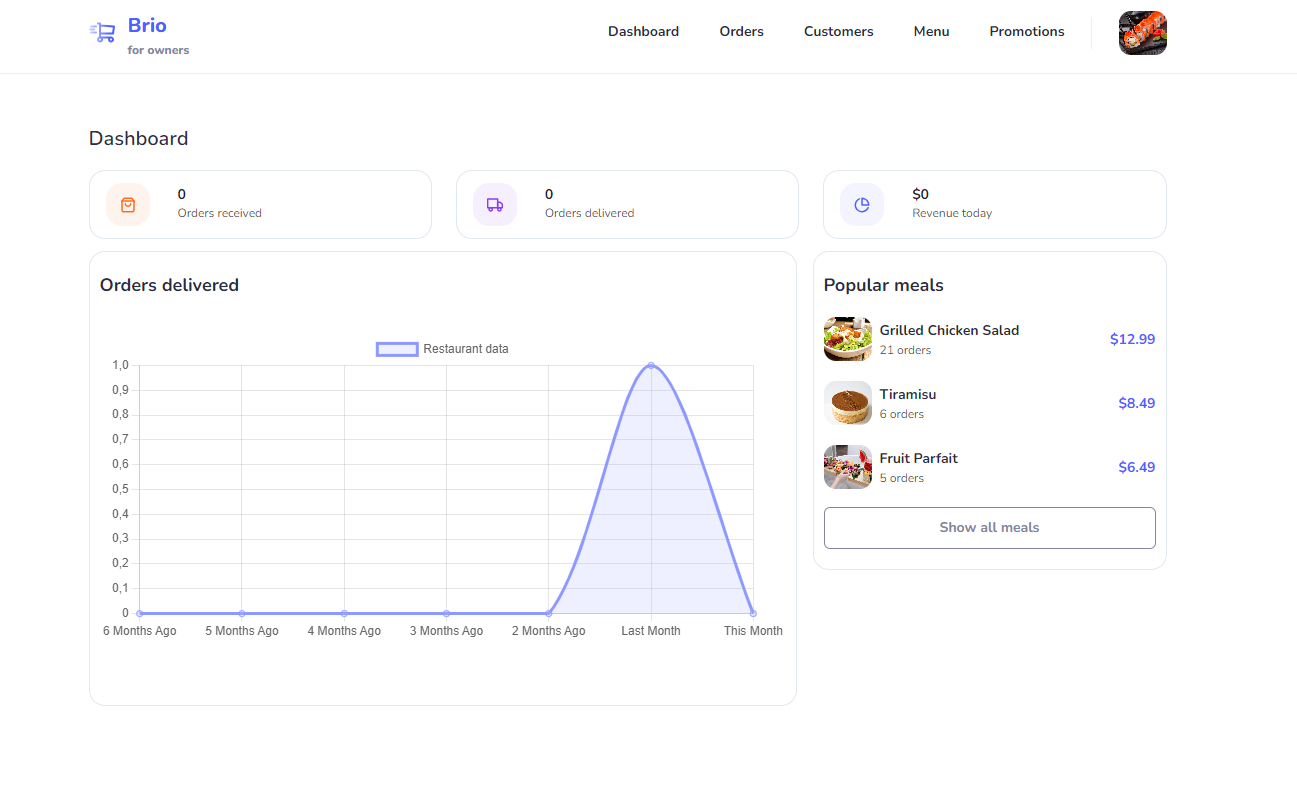 Brio
for owners
Dashboard
Orders
Customers
Menu
Promotions
Dashboard
0
Orders received
0
Orders delivered
$0
Revenue today
Orders delivered
Restaurant data
1,0
0,9
0,8
0,7
0,6
0,5
0,4
0,3
0,2
0,1
0
6 Months Ago
5 Months Ago
4 Months Ago
3 Months Ago
2 Months Ago
Last Month
This Month
Popular meals
Grilled Chicken Salad
21 orders
$12.99
Tiramisu
6 orders
$8.49
Fruit Parfait
5 orders
$6.49
Show all meals